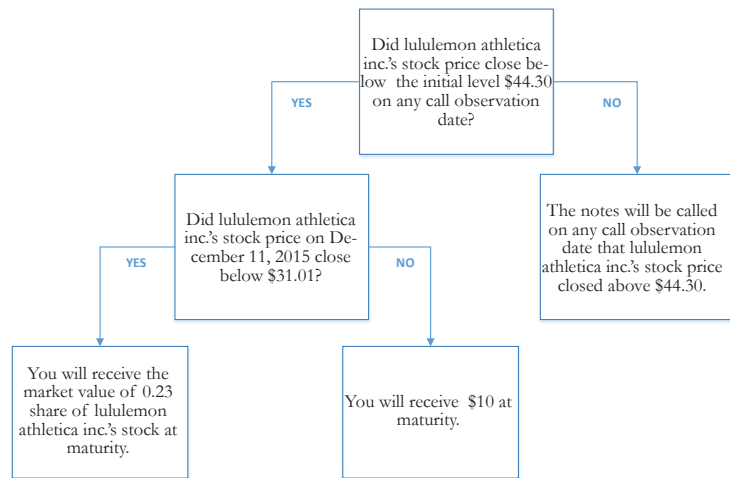 Did lululemon athletica
inc.'s stock price close be-
low the initial level $44.30
on any call observation
date?
YES
NO
Did lululemon athletica
inc.'s stock price on De-
cember 11, 2015 close
below $31.01?
The notes will be called
on any call observation
date that lululemon
athletica inc.'s stock price
closed above $44.30.
YES
NO
You will receive the
market value of 0.23
share of lululemon
athletica inc.'s stock at
maturity.
You will receive $10 at
maturity.